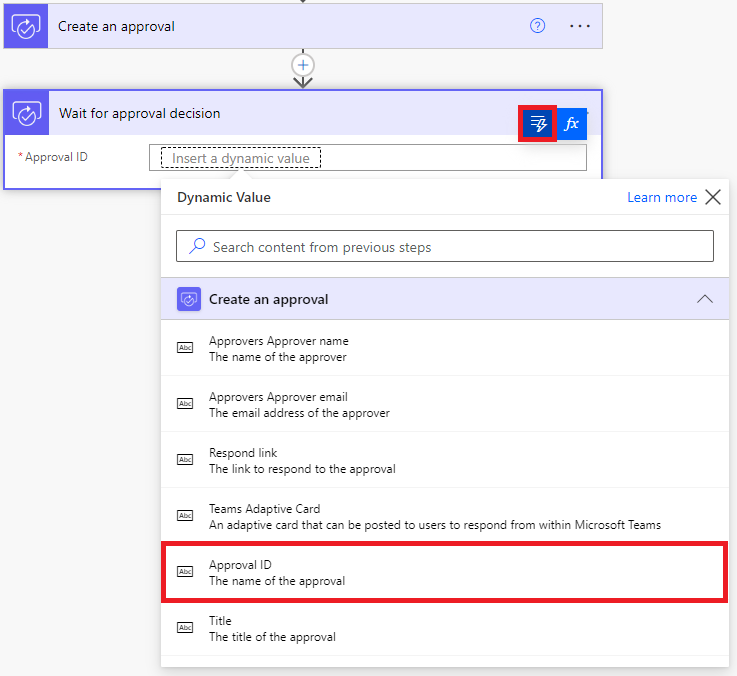 Create an approval
?
Wait for approval decision
fx
* Approval ID
Insert a dynamic value
Dynamic Value
Learn more
Search content from previous steps
Create an approval
Abc
Approvers Approver name
The name of the approver
Abc
Approvers Approver email
The email address of the approver
Abc
Respond link
The link to respond to the approval
Abc
Teams Adaptive Card
An adaptive card that can be posted to users to respond from within Microsoft Teams
Abc
Approval ID
The name of the approval
Abc
Title
The title of the approval